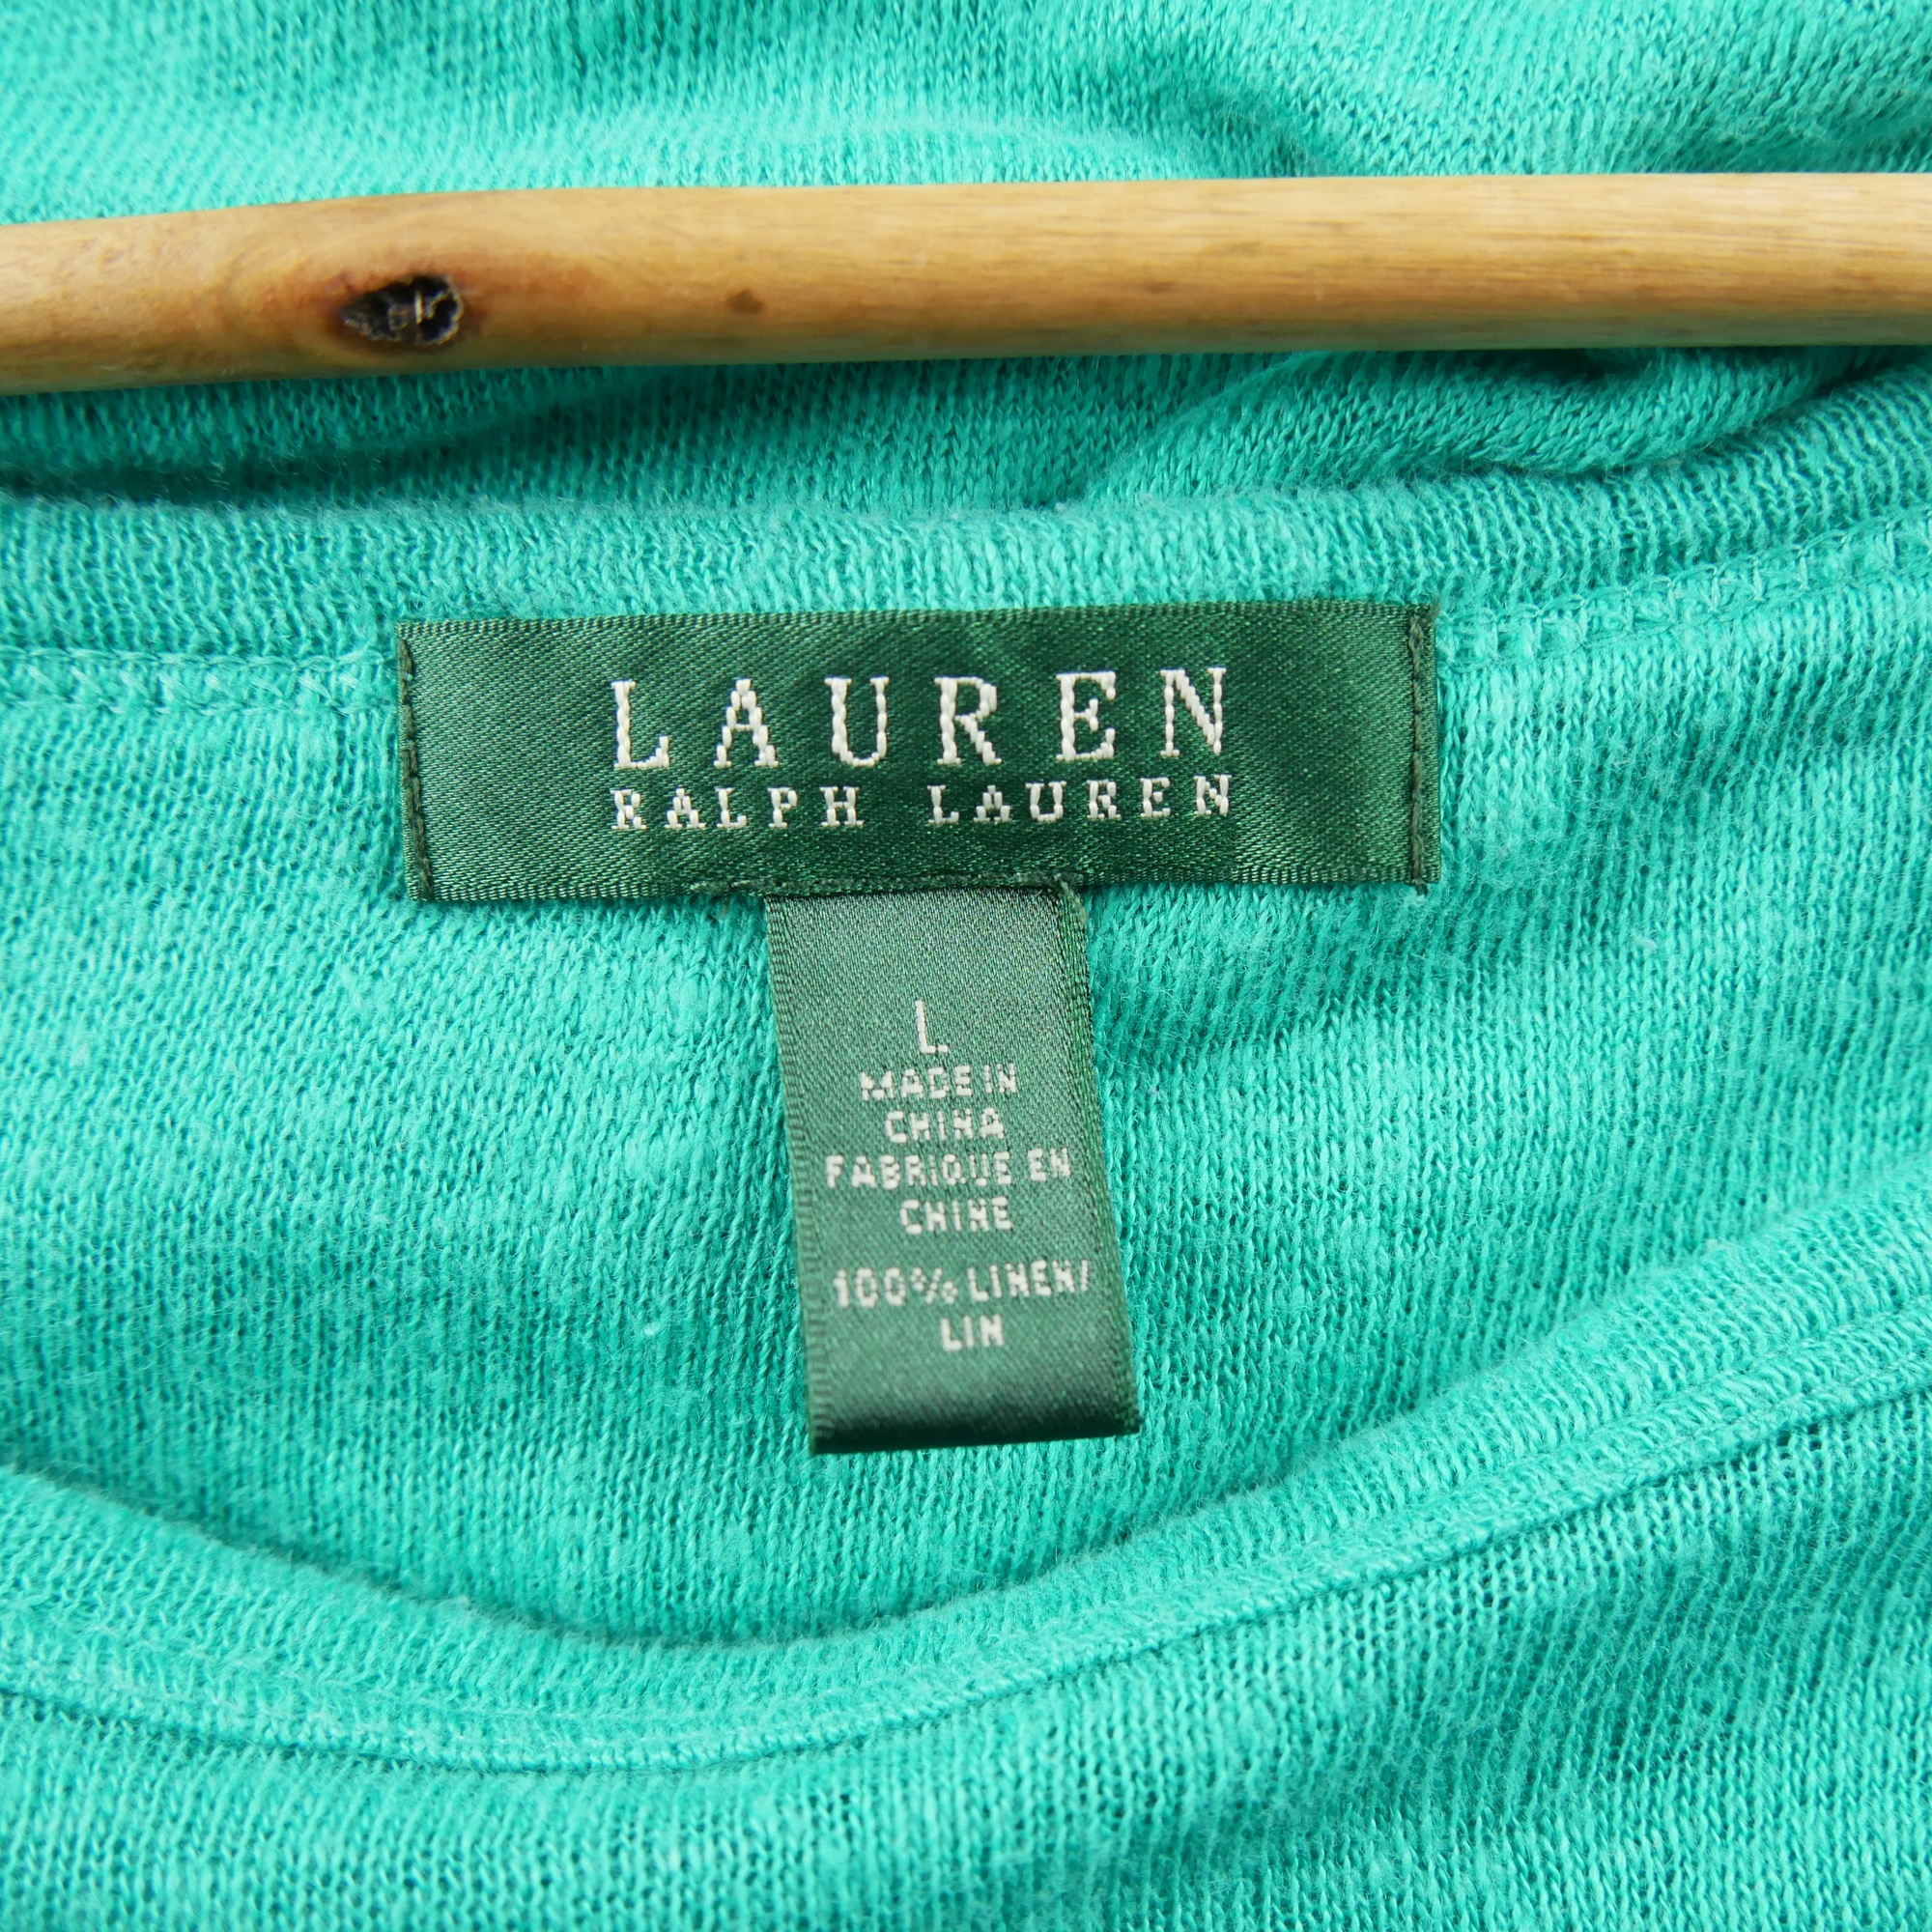 LAUREN
RALPH LAUREN
L
MADE IN
CHINA
FABRIQUE EN
CHINE
100% LINEN/
LIN